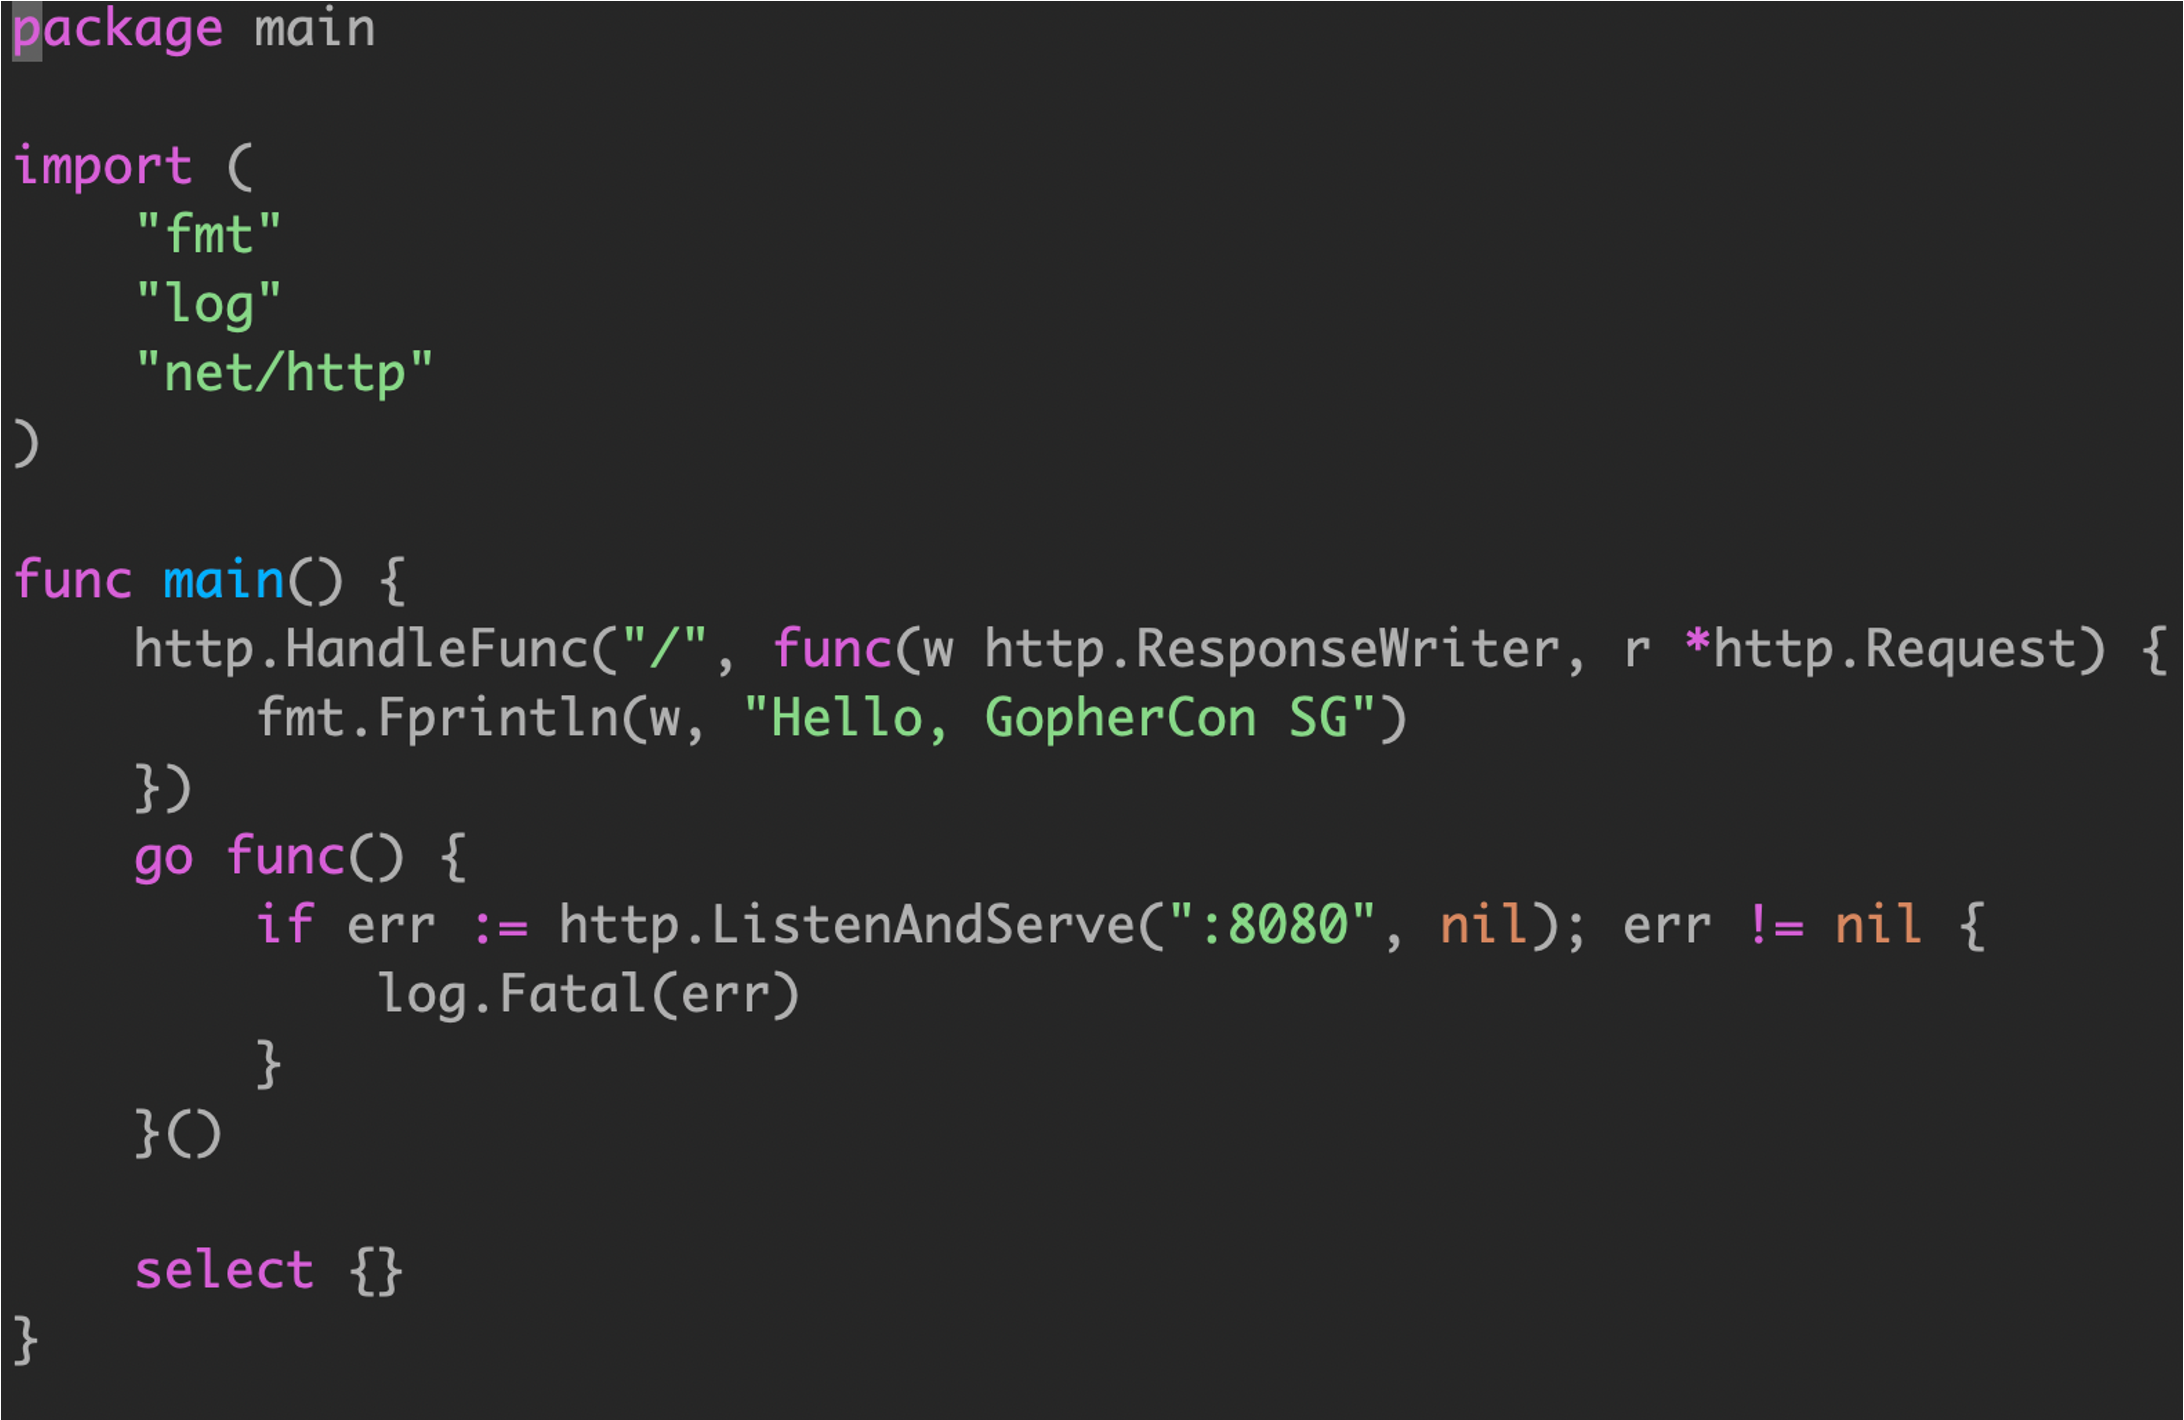 package main

import (
    "fmt"
    "log"
    "net/http"
)

func main() {
    http.HandleFunc("/", func(w http.ResponseWriter, r *http.Request) {
        fmt.Fprintln(w, "Hello, GopherCon SG")
    })
    go func() {
        if err := http.ListenAndServe(":8080", nil); err != nil {
            log.Fatal(err)
        }
    }()

    select {}
}